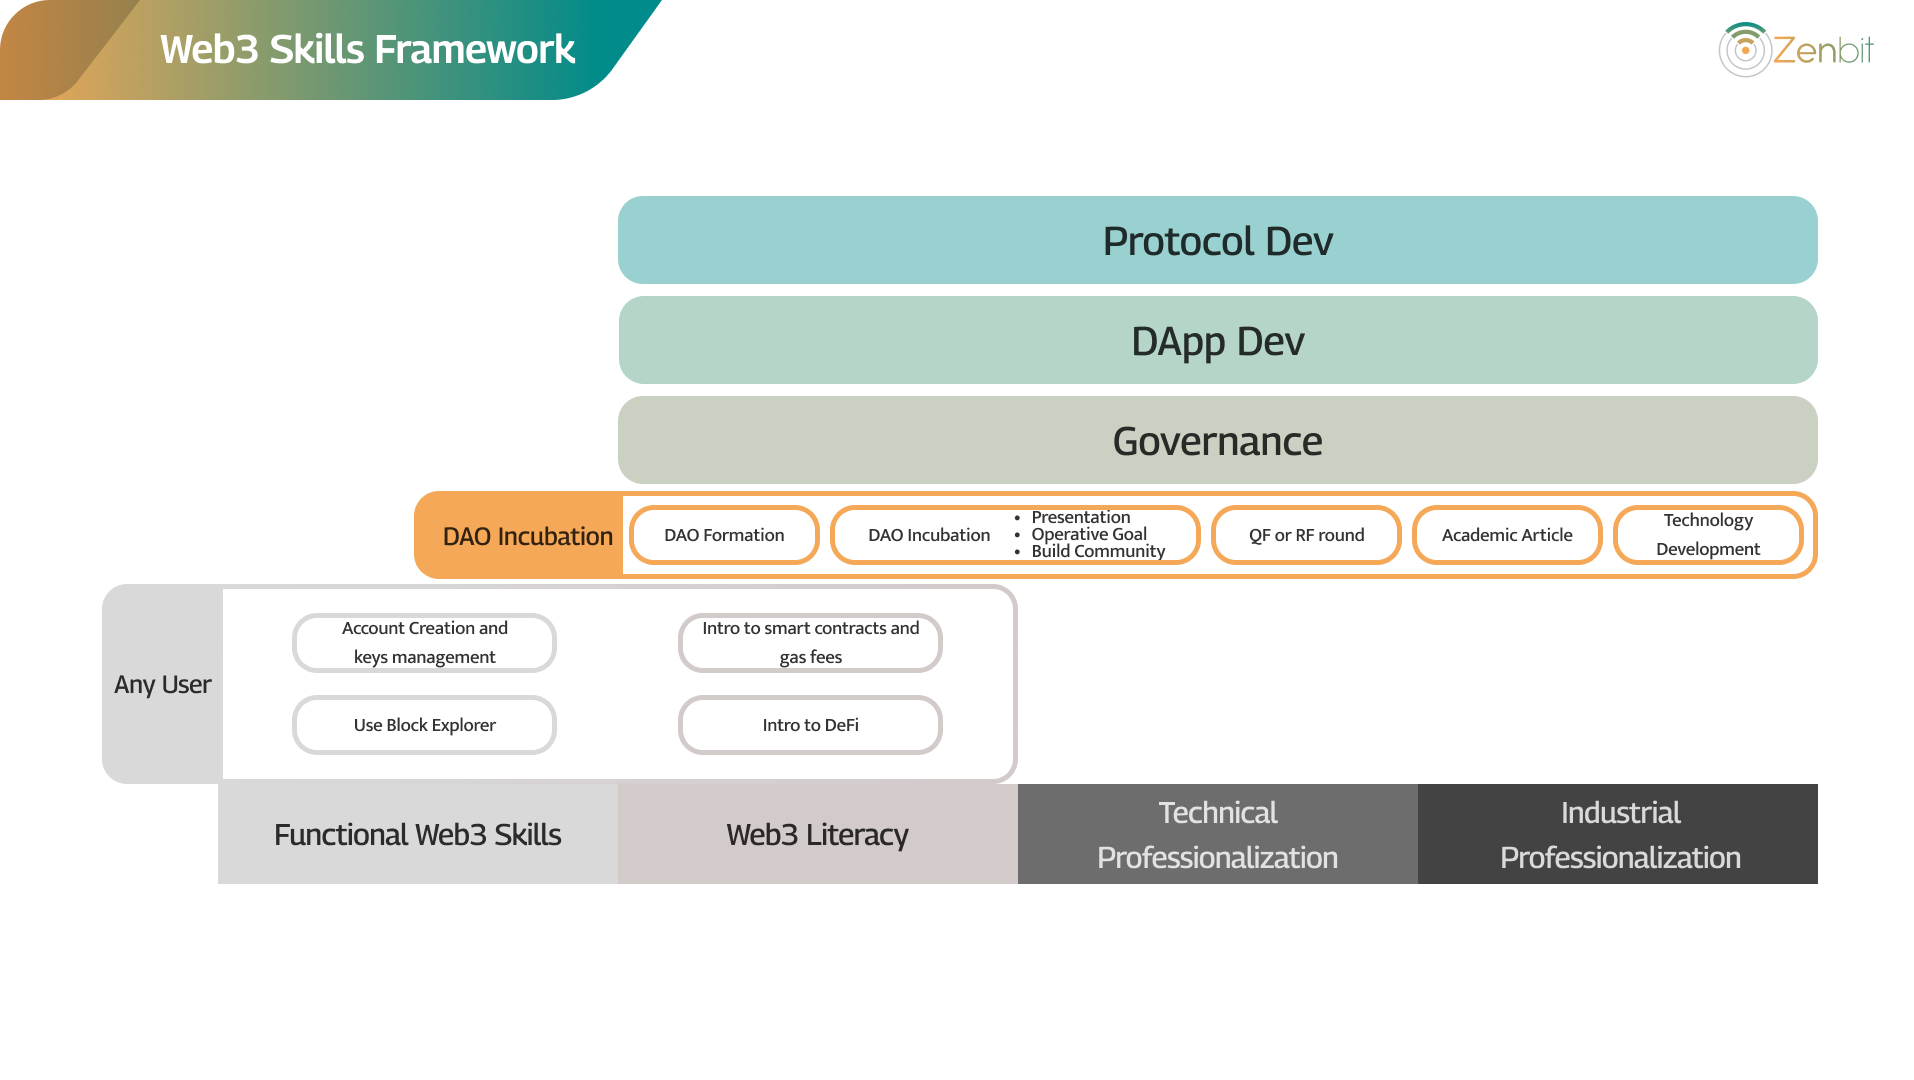 Web3 Skills Framework
Zenbit
Protocol Dev
DApp Dev
Governance
DAO Incubation
DAO Formation
DAO Incubation
• Presentation
• Operative Goal
• Build Community
QF or RF round
Academic Article
Technology
Development
Any User
Account Creation and
keys management
Intro to smart contracts and
gas fees
Use Block Explorer
Intro to DeFi
Functional Web3 Skills
Web3 Literacy
Technical
Professionalization
Industrial
Professionalization